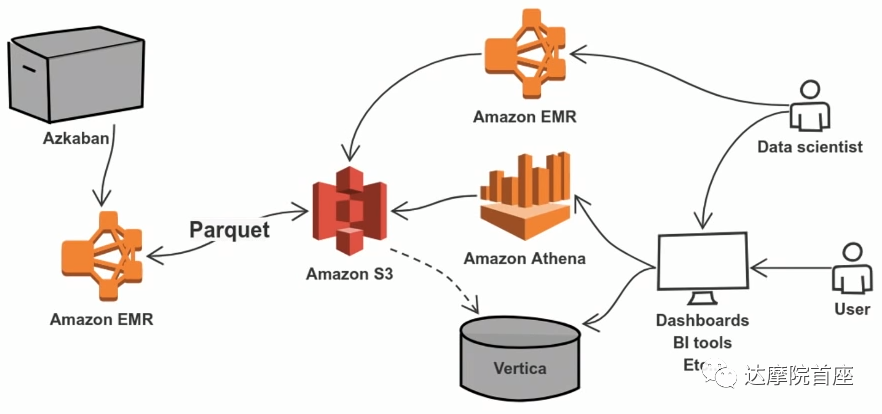 Amazon EMR
Azkaban
Data scientist
Parquet
Amazon S3
Amazon Athena
Amazon EMR
User
Dashboards
BI tools
Etc
Vertica
达摩院首座